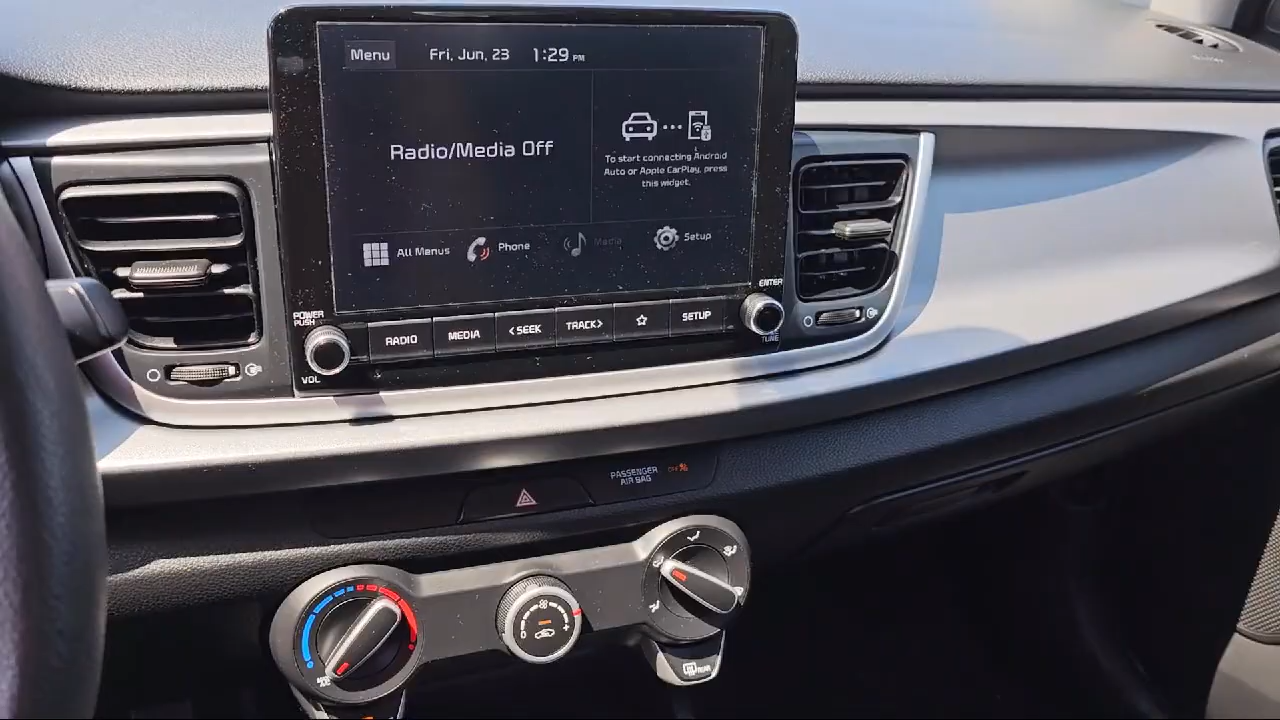 Menu
Fri, Jun, 23
1:29 PM
Radio/Media Off
To start connecting Android
Auto or Apple CarPlay, press
this widget.
All Menus
Phone
Media
Setup
POWER
PUSH
VOL
RADIO
MEDIA
< SEEK
TRACK >
SETUP
ENTER
TUNE
PASSENGER
AIR BAG
OFF
REAR